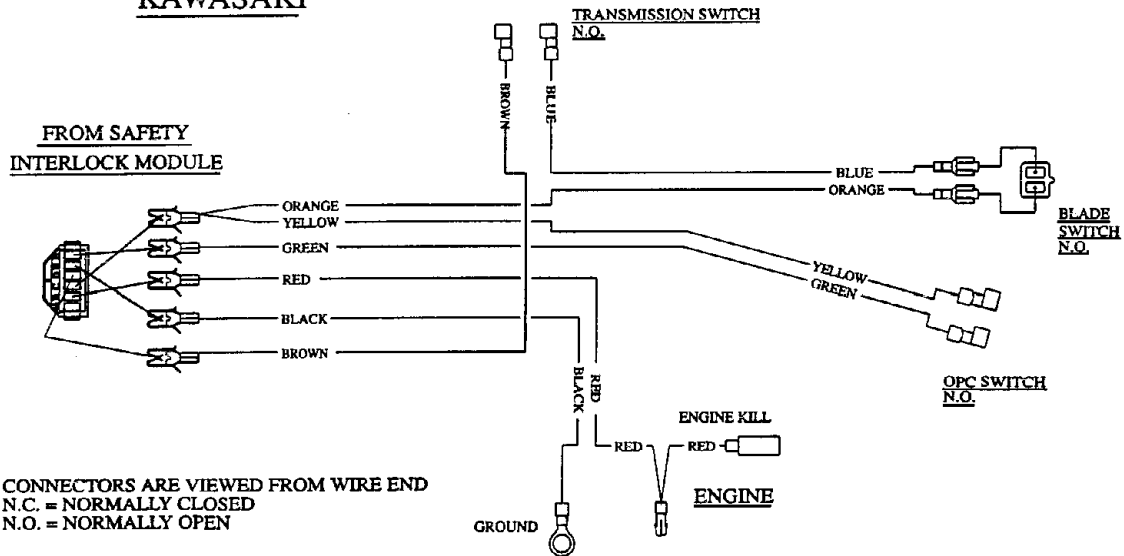 KAWASAKI
TRANSMISSION SWITCH
N.O.
BROWN
BLUE
FROM SAFETY
INTERLOCK MODULE
BLUE
ORANGE
BLADE
SWITCH
N.O.
ORANGE
YELLOW
GREEN
RED
BLACK
BROWN
YELLOW
GREEN
OPC SWITCH
N.O.
BLACK
RED
ENGINE KILL
RED
RED
ENGINE
GROUND
CONNECTORS ARE VIEWED FROM WIRE END
N.C. = NORMALLY CLOSED
N.O. = NORMALLY OPEN